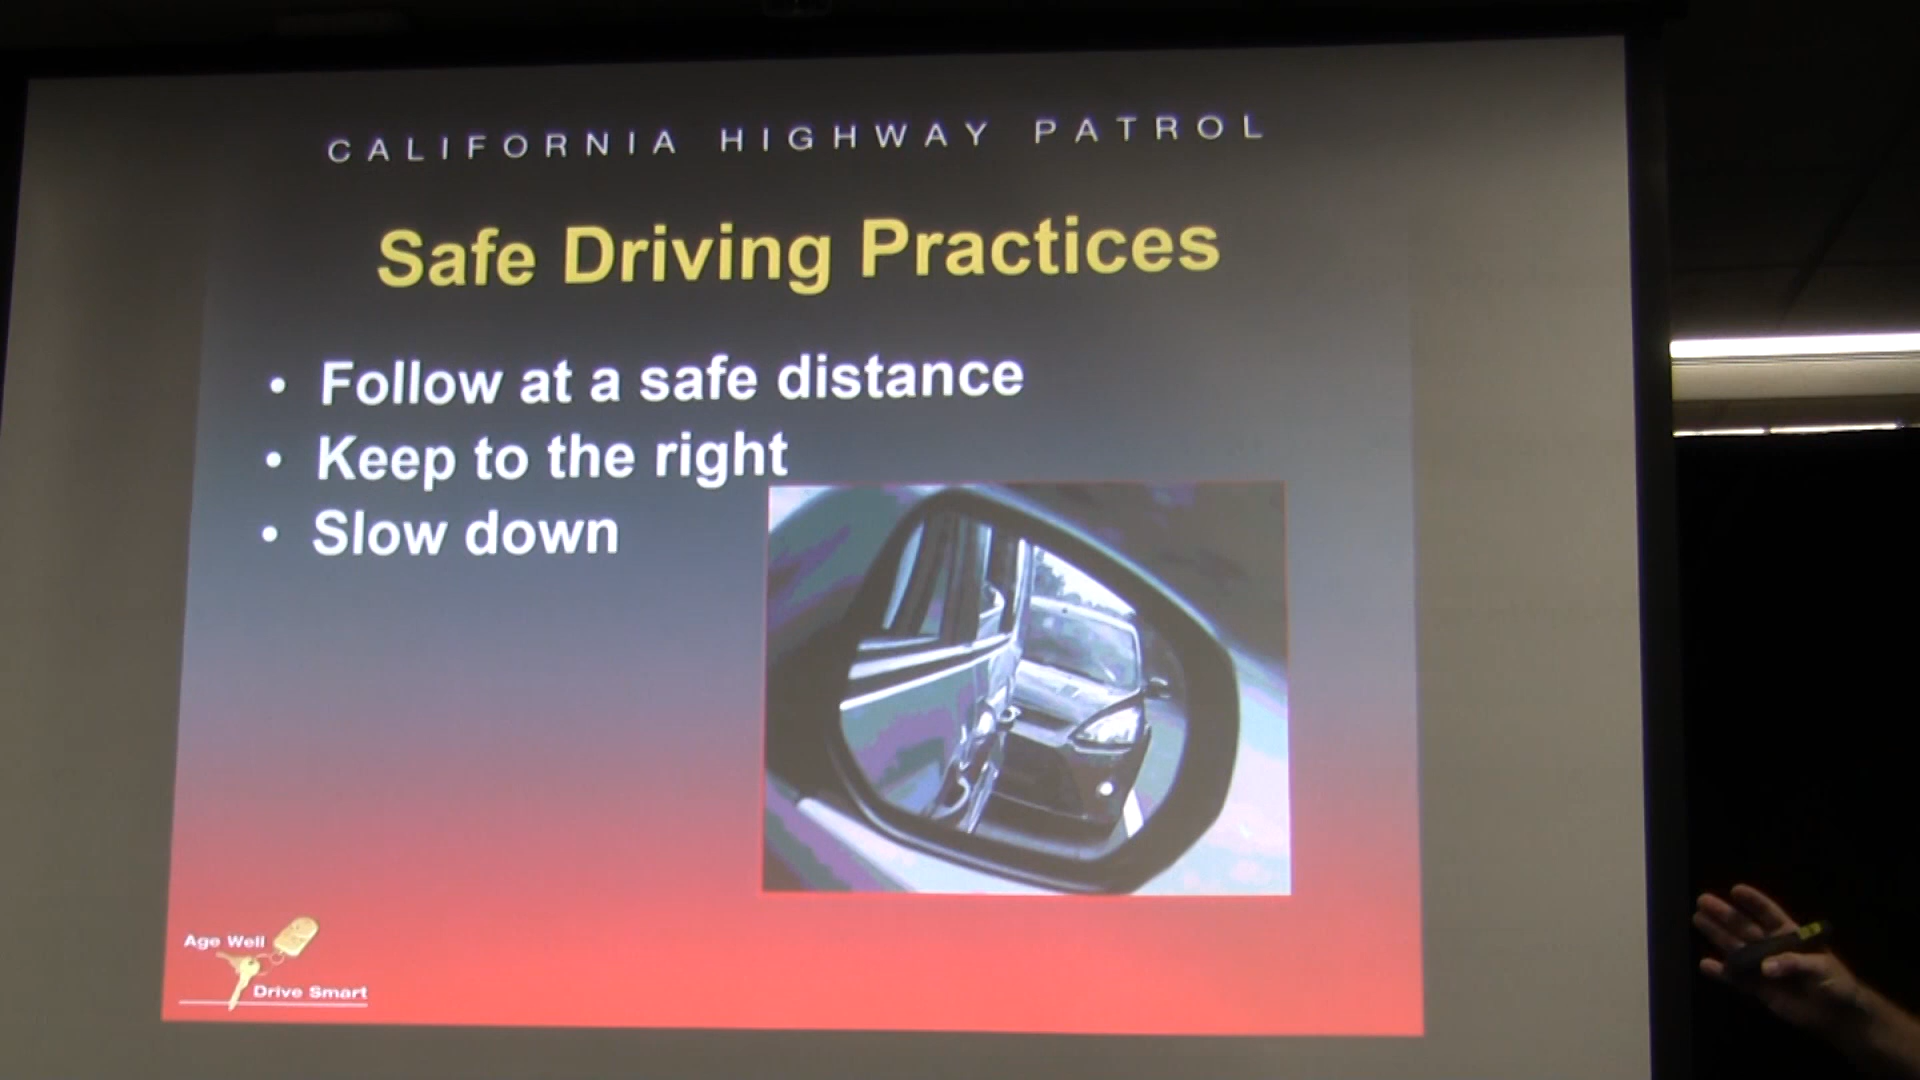 CALIFORNIA HIGHWAY PATROL
Safe Driving Practices
• Follow at a safe distance
• Keep to the right
• Slow down
Age Well
Drive Smart